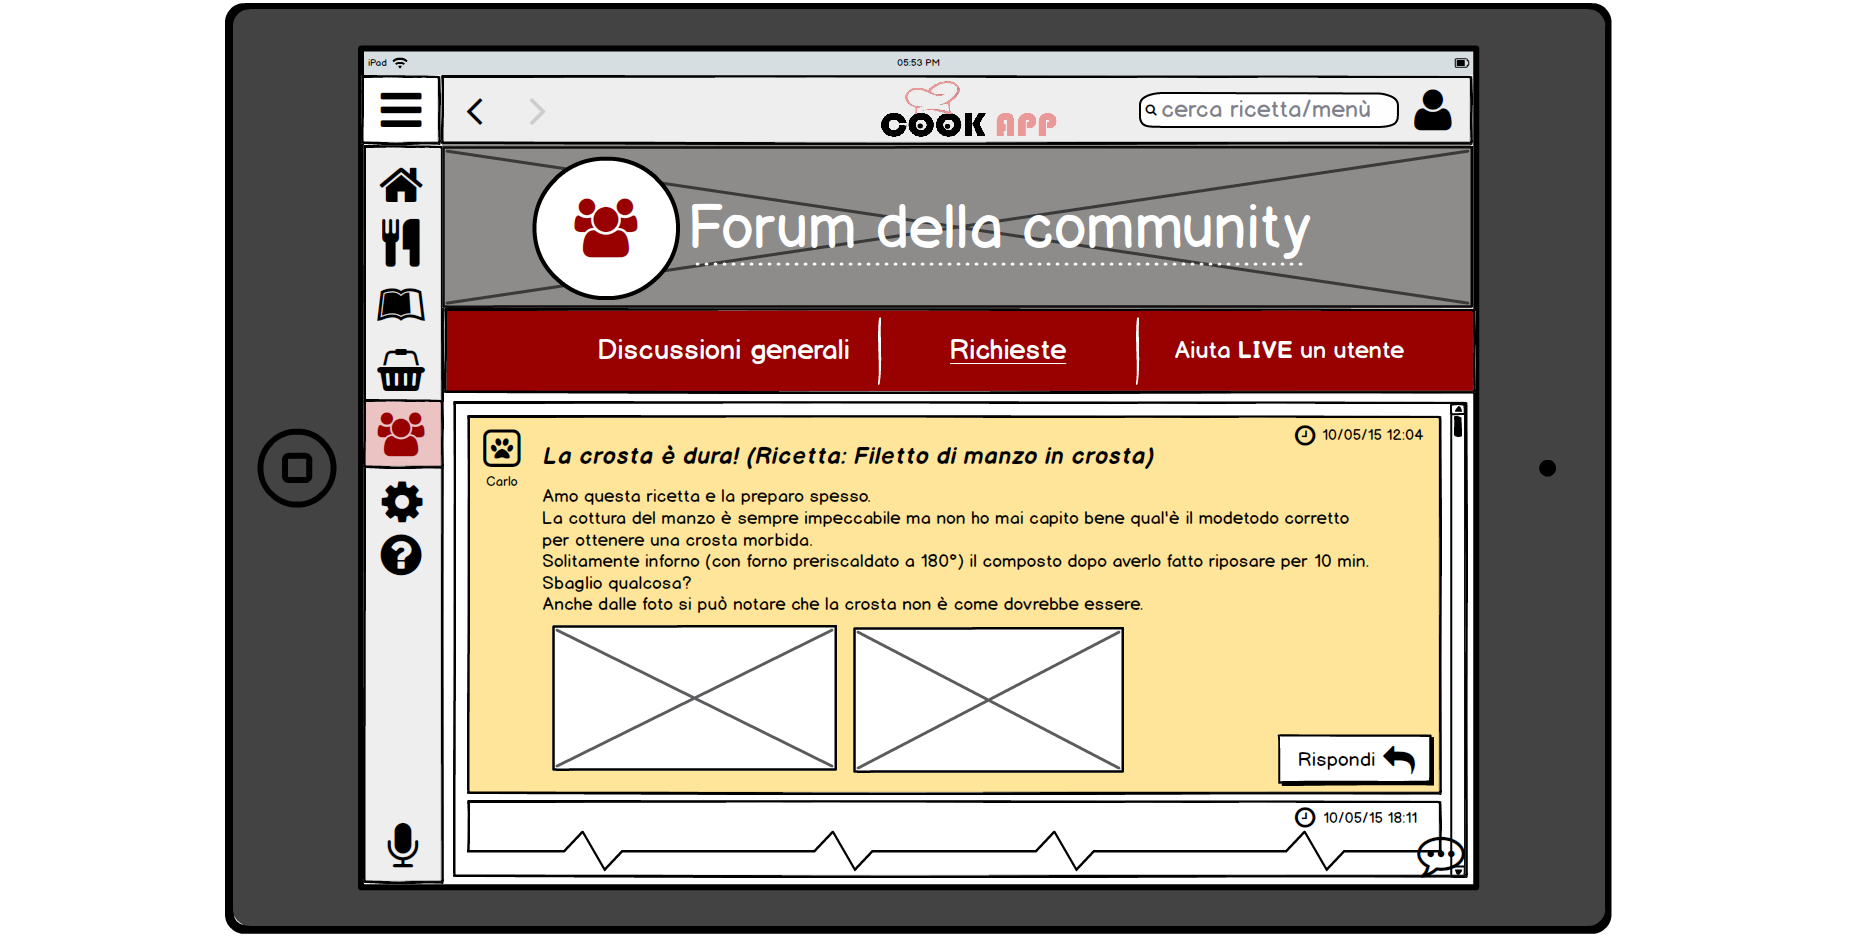 iPad
05:53 PM
COOK APP
cerca ricetta/menù
Forum della community
Discussioni generali
Richieste
Aiuta LIVE un utente
10/05/15 12:04
La crosta è dura! (Ricetta: Filetto di manzo in crosta)
Carlo
Amo questa ricetta e la preparo spesso.
La cottura del manzo è sempre impeccabile ma non ho mai capito bene qual'è il modetodo corretto
per ottenere una crosta morbida.
Solitamente inforno (con forno preriscaldato a 180°) il composto dopo averlo fatto riposare per 10 min.
Sbaglio qualcosa?
Anche dalle foto si può notare che la crosta non è come dovrebbe essere.
Rispondi
10/05/15 18:11